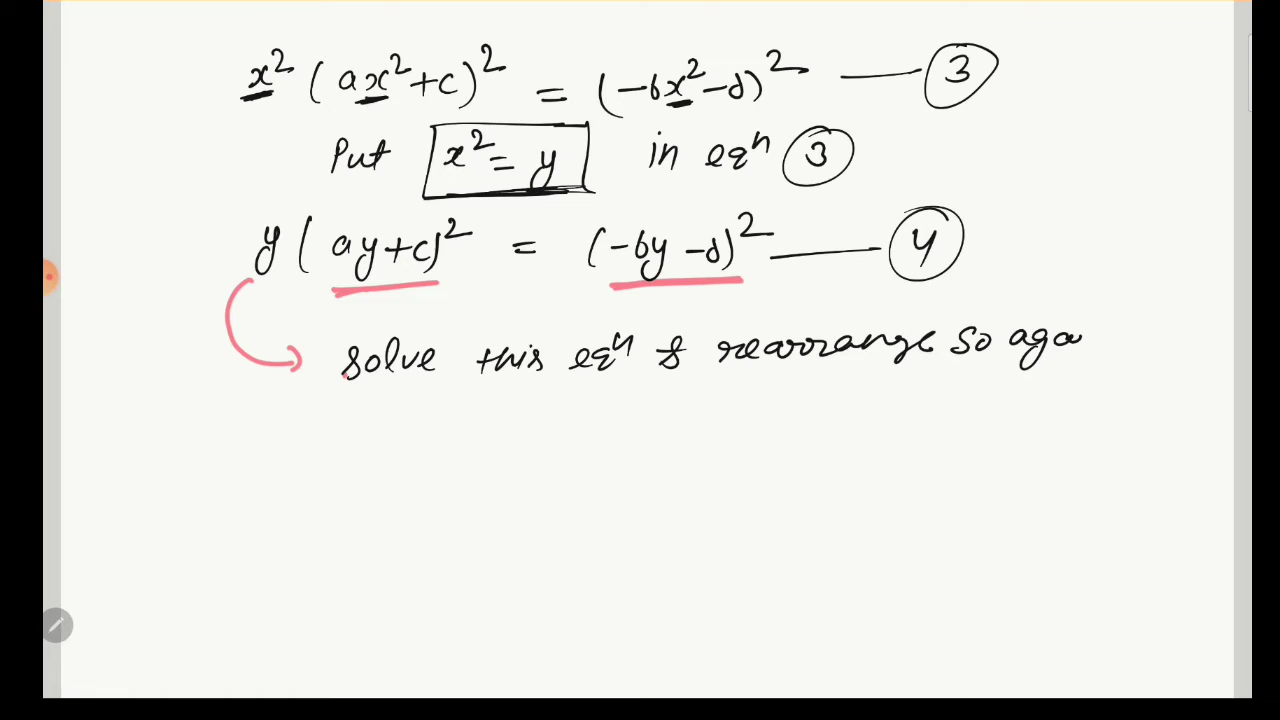 x² (ax²+c)² = (-bx²-d)² — 3
Put x² = y in eqⁿ 3
y(ay+c)² = (-by-d)² — 4
solve this eqⁿ & rearrange so aga